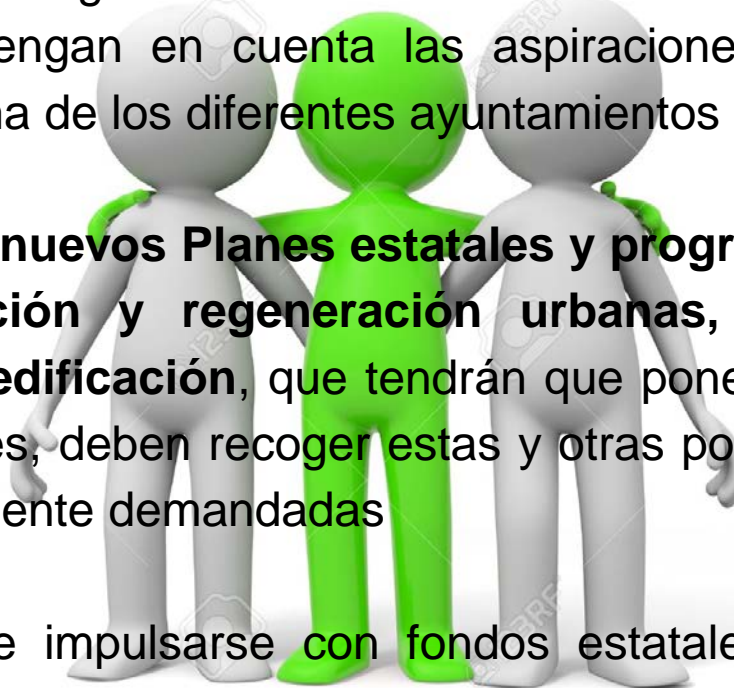 engan en cuenta las aspiracione
na de los diferentes ayuntamientos
nuevos Planes estatales y progr
ción y regeneración urbanas,
edificación, que tendrán que pone
es, deben recoger estas y otras po
ente demandadas
e impulsarse con fondos estatale